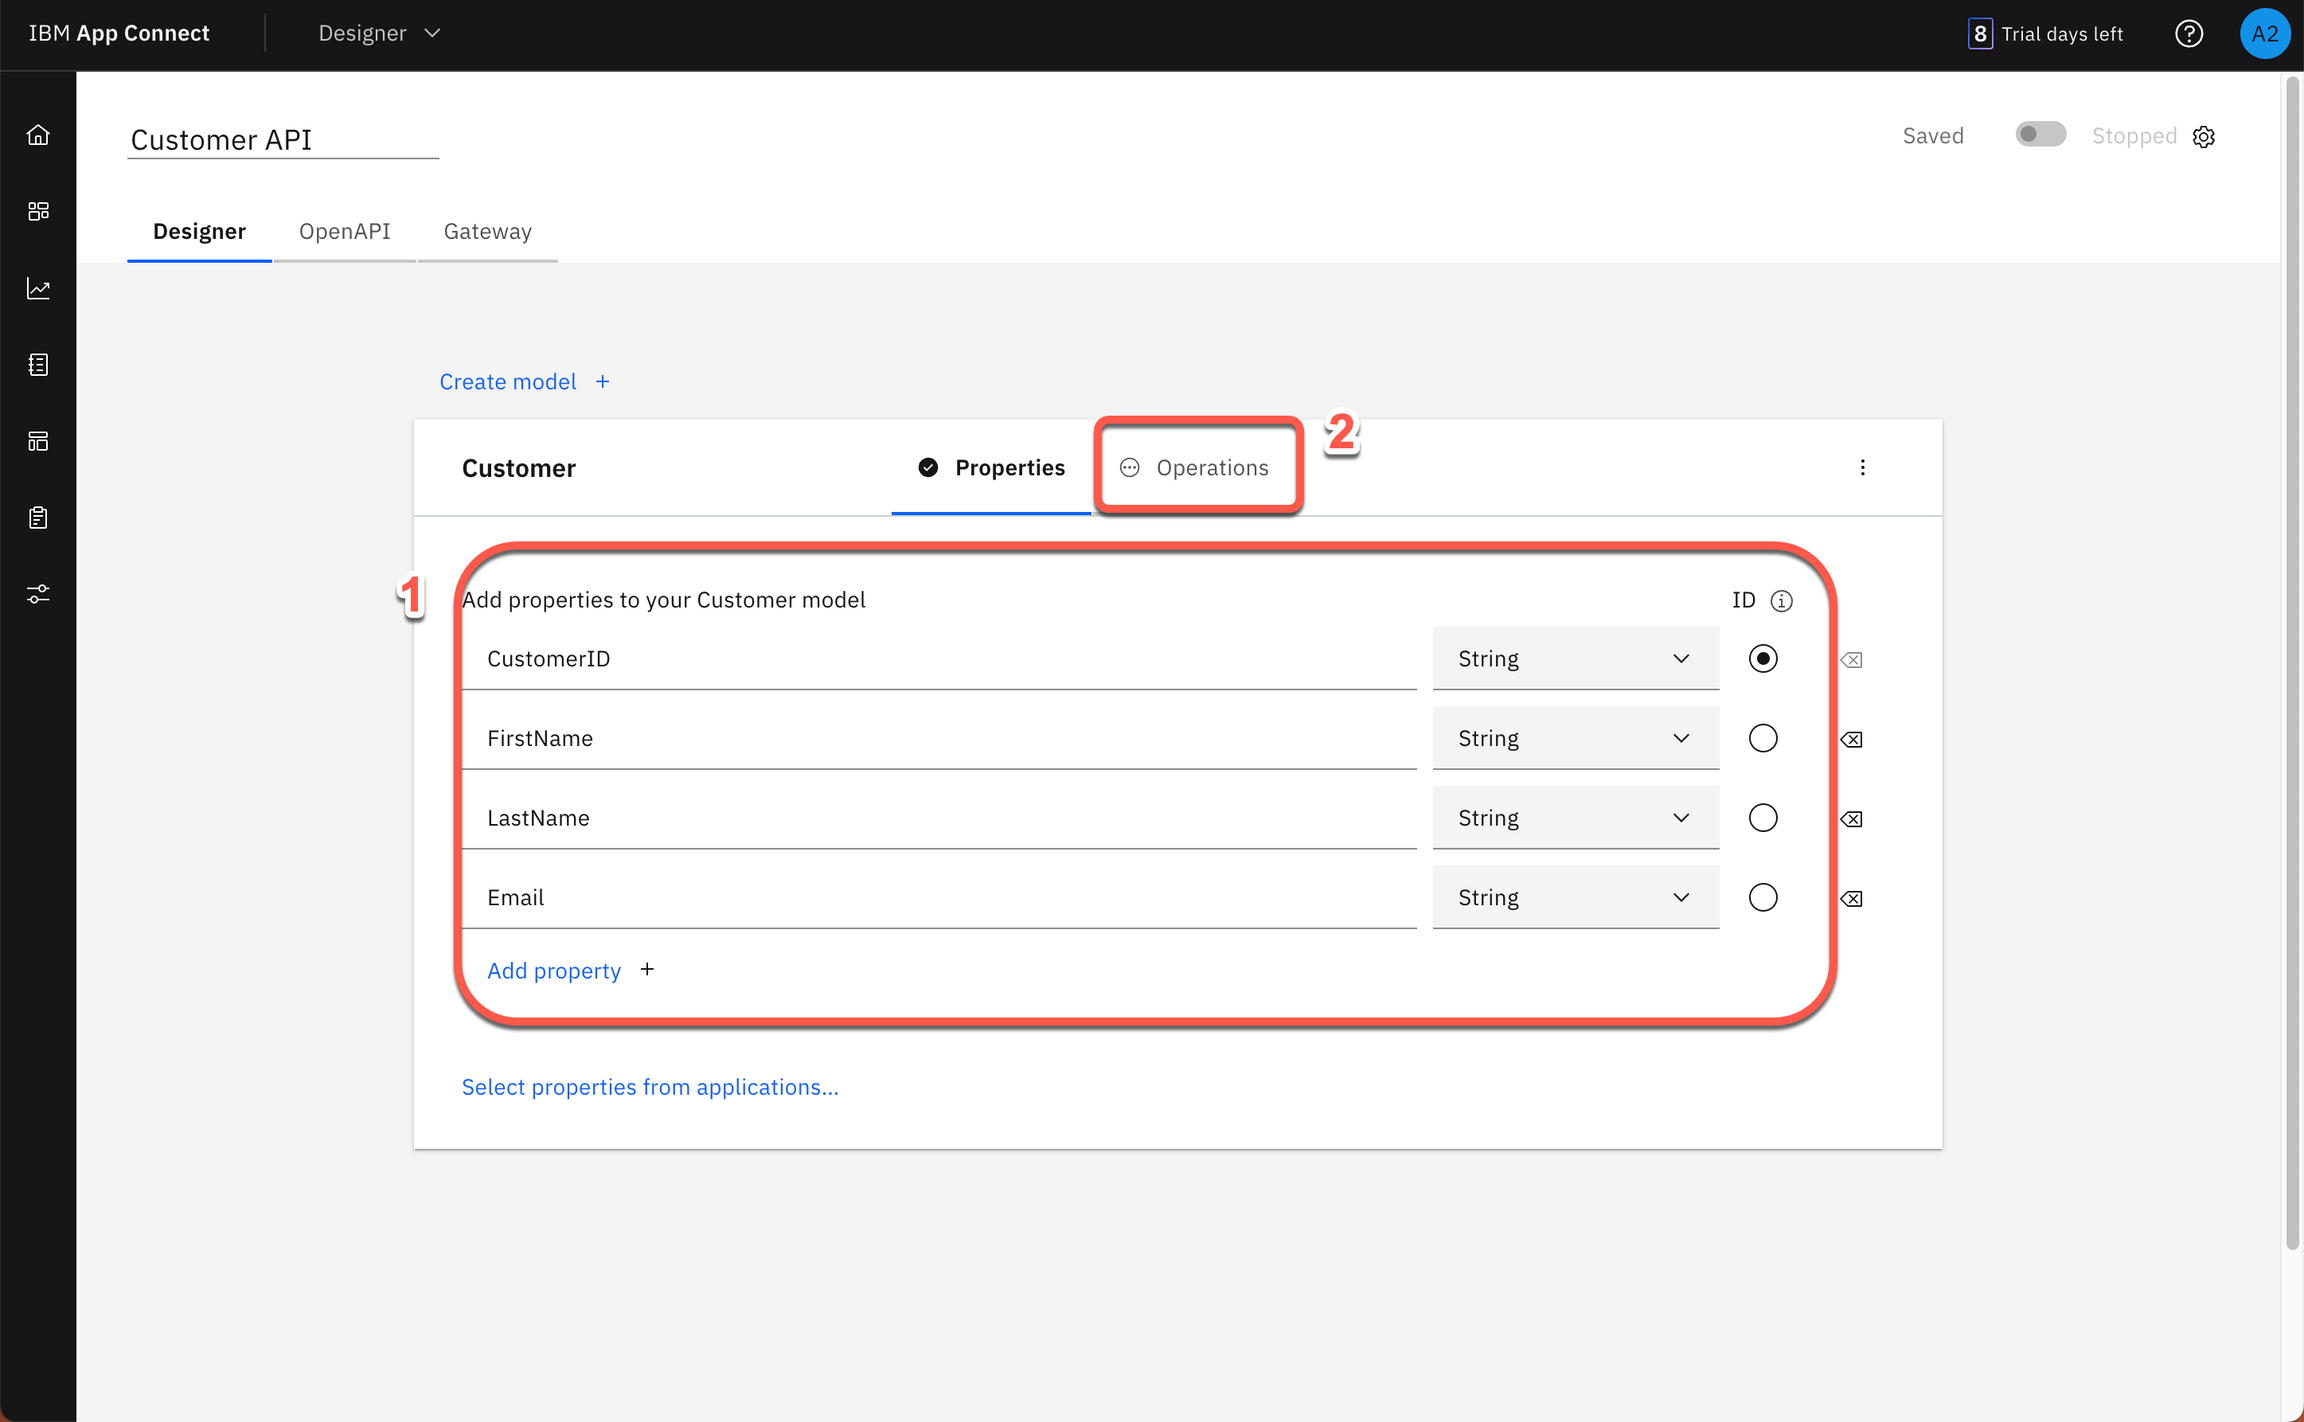 IBM App Connect Designer 8 Trial days left A2
Customer API Saved Stopped
Designer OpenAPI Gateway
Create model +
Customer Properties Operations 2
1
Add properties to your Customer model ID
CustomerID String
FirstName String
LastName String
Email String
Add property +
Select properties from applications...